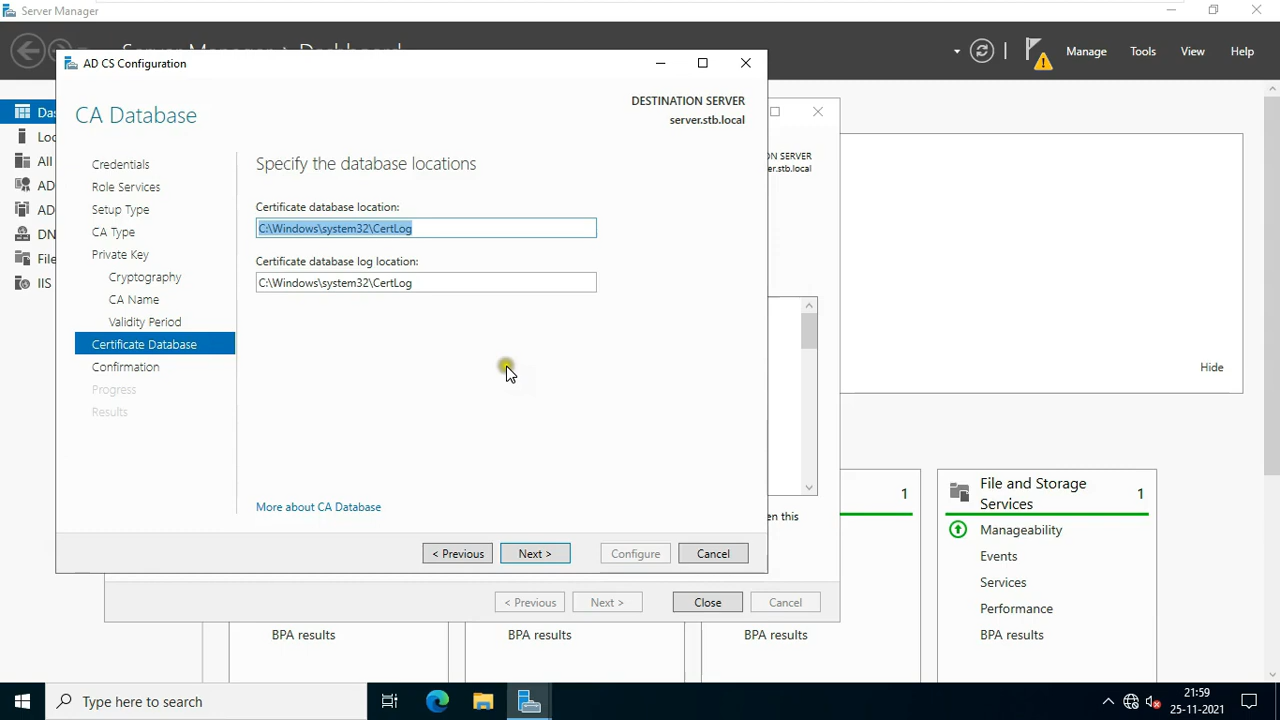 Server Manager
Server Manager › Dashboard
Manage
Tools
View
Help
AD CS Configuration
CA Database
DESTINATION SERVER
server.stb.local
Credentials
Role Services
Setup Type
CA Type
Private Key
Cryptography
CA Name
Validity Period
Certificate Database
Confirmation
Progress
Results
Specify the database locations
Certificate database location:
C:\Windows\system32\CertLog
Certificate database log location:
C:\Windows\system32\CertLog
More about CA Database
< Previous
Next >
Configure
Cancel
Das
Loc
All
AD
AD
DN
File
IIS
ON SERVER
er.stb.local
en this
< Previous
Next >
Close
Cancel
Hide
1
File and Storage
Services
1
Manageability
Events
Services
Performance
BPA results
BPA results
BPA results
BPA results
Type here to search
21:59
25-11-2021